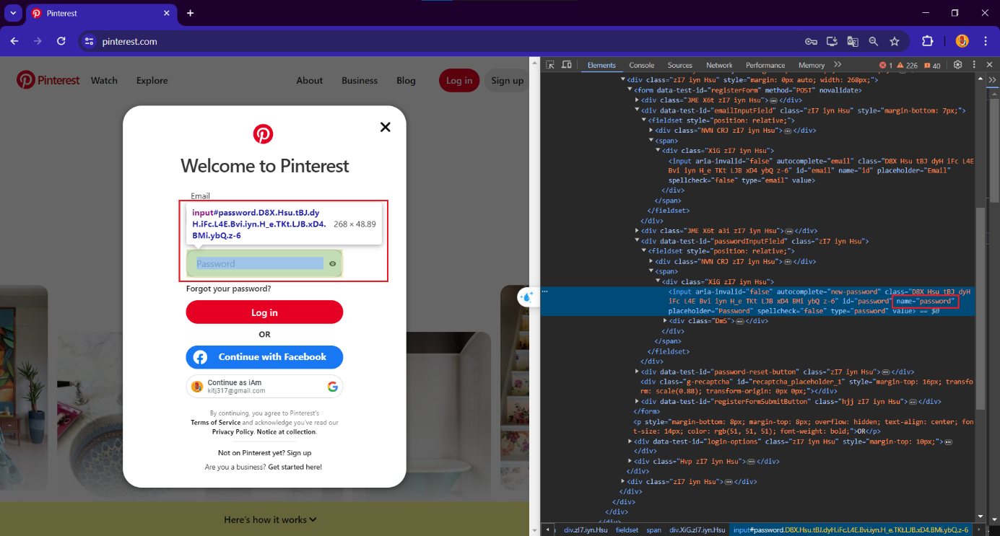 Pinterest
pinterest.com
Pinterest Watch Explore About Business Blog Log in Sign up
Welcome to Pinterest
Email
input#password.D8X.Hsu.tBJ.dy
H.iFc.L4E.Bvi.iyn.H_e.TKt.LJB.xD4.
BMi.ybQ.z-6
268 × 48.89
Password
Forgot your password?
Log in
OR
Continue with Facebook
Continue as iAm
kitj317@gmail.com
By continuing, you agree to Pinterest's
Terms of Service and acknowledge you've read our
Privacy Policy. Notice at collection.
Not on Pinterest yet? Sign up
Are you a business? Get started here!
Here's how it works
Elements Console Sources Network Performance Memory 1 226 40
<div class="zI7 iyn Hsu" style="margin: 0px auto; width: 268px;">
<form data-test-id="registerForm" method="POST" novalidate>
<div class="JME X6t zI7 iyn Hsu">…</div>
<div data-test-id="emailInputField" class="zI7 iyn Hsu" style="margin-bottom: 7px;">
<fieldset style="position: relative;">
<div class="NVN CRJ zI7 iyn Hsu">…</div>
<span>
<div class="XiG zI7 iyn Hsu">
<input aria-invalid="false" autocomplete="email" class="D8X Hsu tBJ dyH iFc L4E
Bvi iyn H_e TKt LJB xD4 ybQ z-6" id="email" name="id" placeholder="Email"
spellcheck="false" type="email" value>
</div>
</span>
</fieldset>
</div>
<div class="JME X6t a3i zI7 iyn Hsu">…</div>
<div data-test-id="passwordInputField" class="zI7 iyn Hsu">
<fieldset style="position: relative;">
<div class="NVN CRJ zI7 iyn Hsu">…</div>
<span>
<div class="XiG zI7 iyn Hsu">
<input aria-invalid="false" autocomplete="new-password" class="D8X Hsu tBJ dyH
iFc L4E Bvi iyn H_e TKt LJB xD4 BMi ybQ z-6" id="password" name="password"
placeholder="Password" spellcheck="false" type="password" value> == $0
<div class="DmS">…</div>
</div>
</span>
</fieldset>
</div>
<div data-test-id="password-reset-button" class="zI7 iyn Hsu">…</div>
<div class="g-recaptcha" id="recaptcha_placeholder_1" style="margin-top: 16px; transfo
rm: scale(0.88); transform-origin: 0px 0px;"></div>
<div data-test-id="registerFormSubmitButton" class="hjj zI7 iyn Hsu">…</div>
</form>
<p style="margin-bottom: 8px; margin-top: 8px; overflow: hidden; text-align: center; fon
t-size: 14px; color: rgb(51, 51, 51); font-weight: bold;">OR</p>
<div data-test-id="login-options" class="zI7 iyn Hsu" style="margin-top: 10px;">…
</div>
<div class="Hvp zI7 iyn Hsu">…</div>
</div>
<div class="zI7 iyn Hsu">…</div>
</div>
</div>
</div>
div.zI7.iyn.Hsu fieldset span div.XiG.zI7.iyn.Hsu input#password.D8X.Hsu.tBJ.dyH.iFc.L4E.Bvi.iyn.H_e.TKt.LJB.xD4.BMi.ybQ.z-6